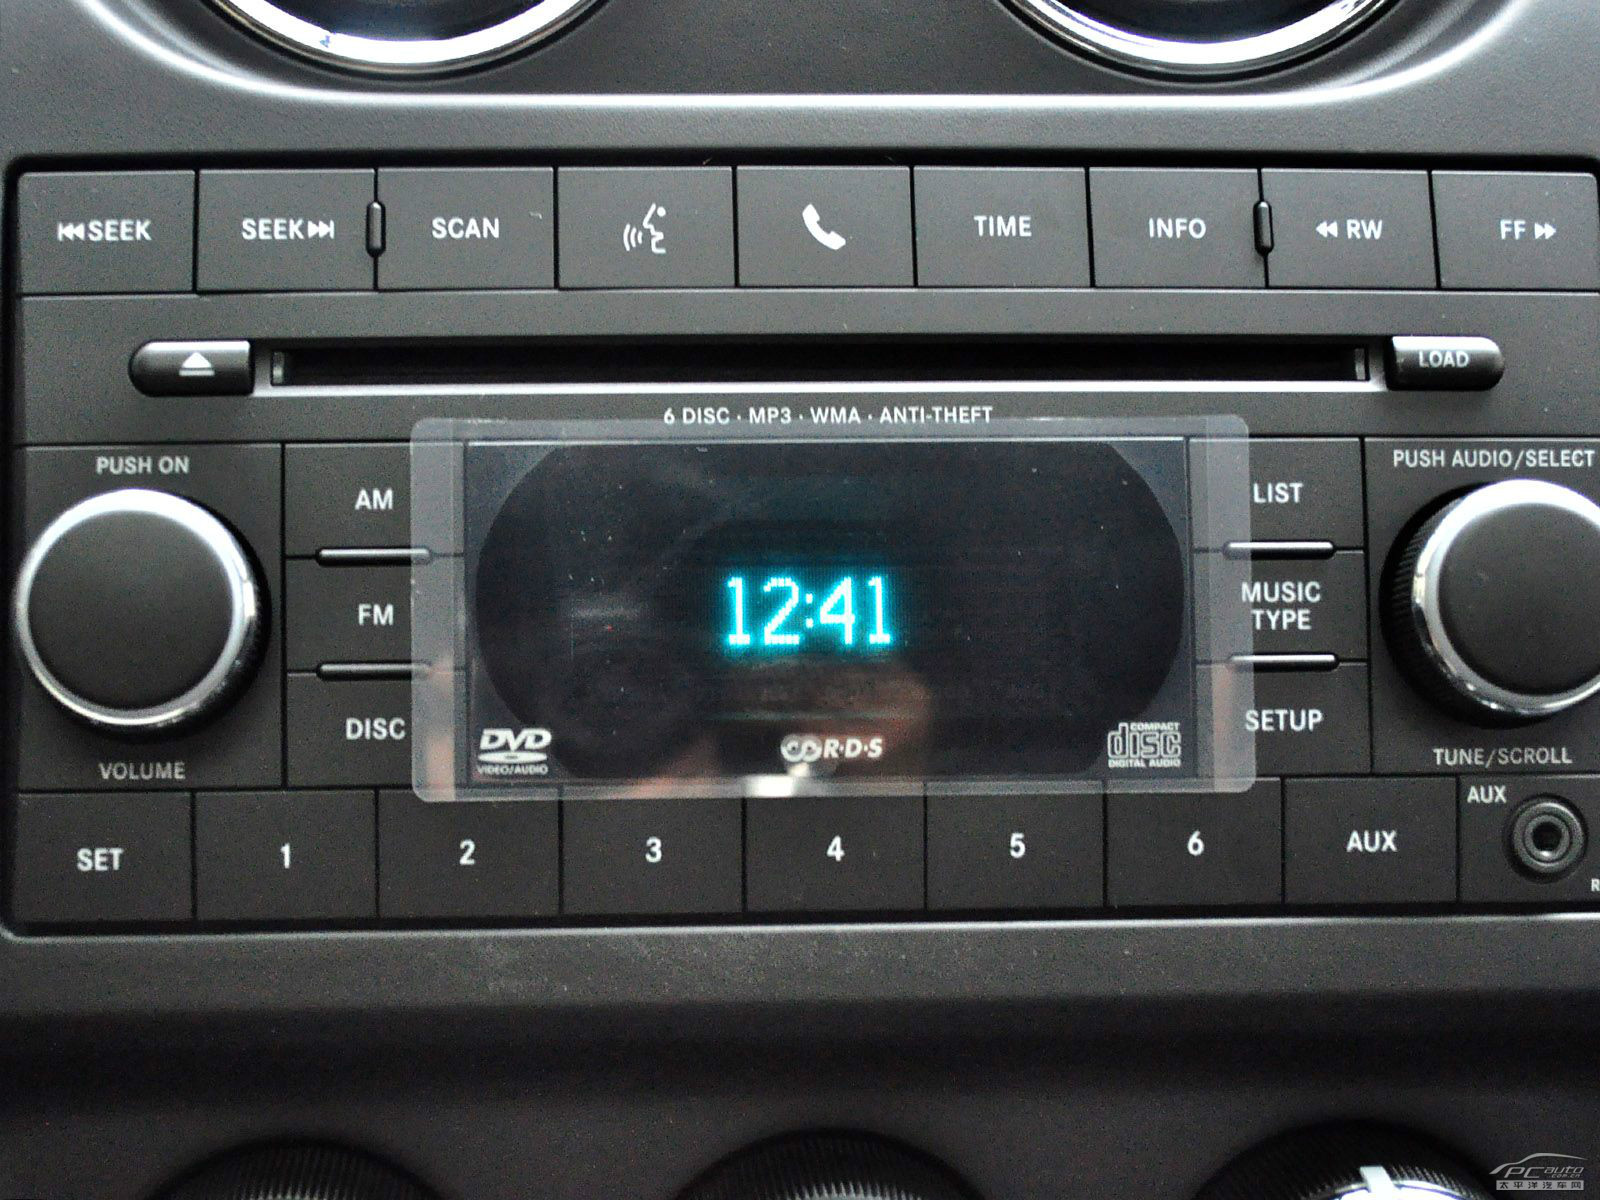 SEEK
SEEK
SCAN
TIME
INFO
RW
FF
LOAD
6 DISC · MP3 · WMA · ANTI-THEFT
PUSH ON
VOLUME
AM
FM
DISC
12:41
DVD
VIDEO/AUDIO
R·D·S
COMPACT
disc
DIGITAL AUDIO
LIST
MUSIC
TYPE
SETUP
PUSH AUDIO/SELECT
TUNE/SCROLL
SET
1
2
3
4
5
6
AUX
AUX
R
PCauto
太平洋汽车网